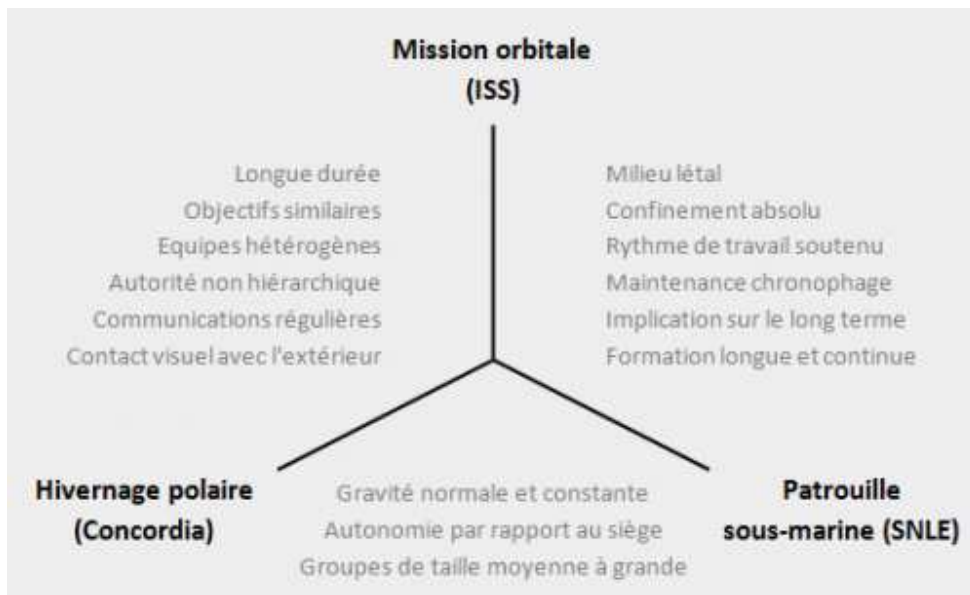 Mission orbitale
(ISS)
Longue durée
Objectifs similaires
Equipes hétérogènes
Autorité non hiérarchique
Communications régulières
Contact visuel avec l'extérieur
Milieu létal
Confinement absolu
Rythme de travail soutenu
Maintenance chronophage
Implication sur le long terme
Formation longue et continue
Hivernage polaire
(Concordia)
Gravité normale et constante
Autonomie par rapport au siège
Groupes de taille moyenne à grande
Patrouille
sous-marine (SNLE)